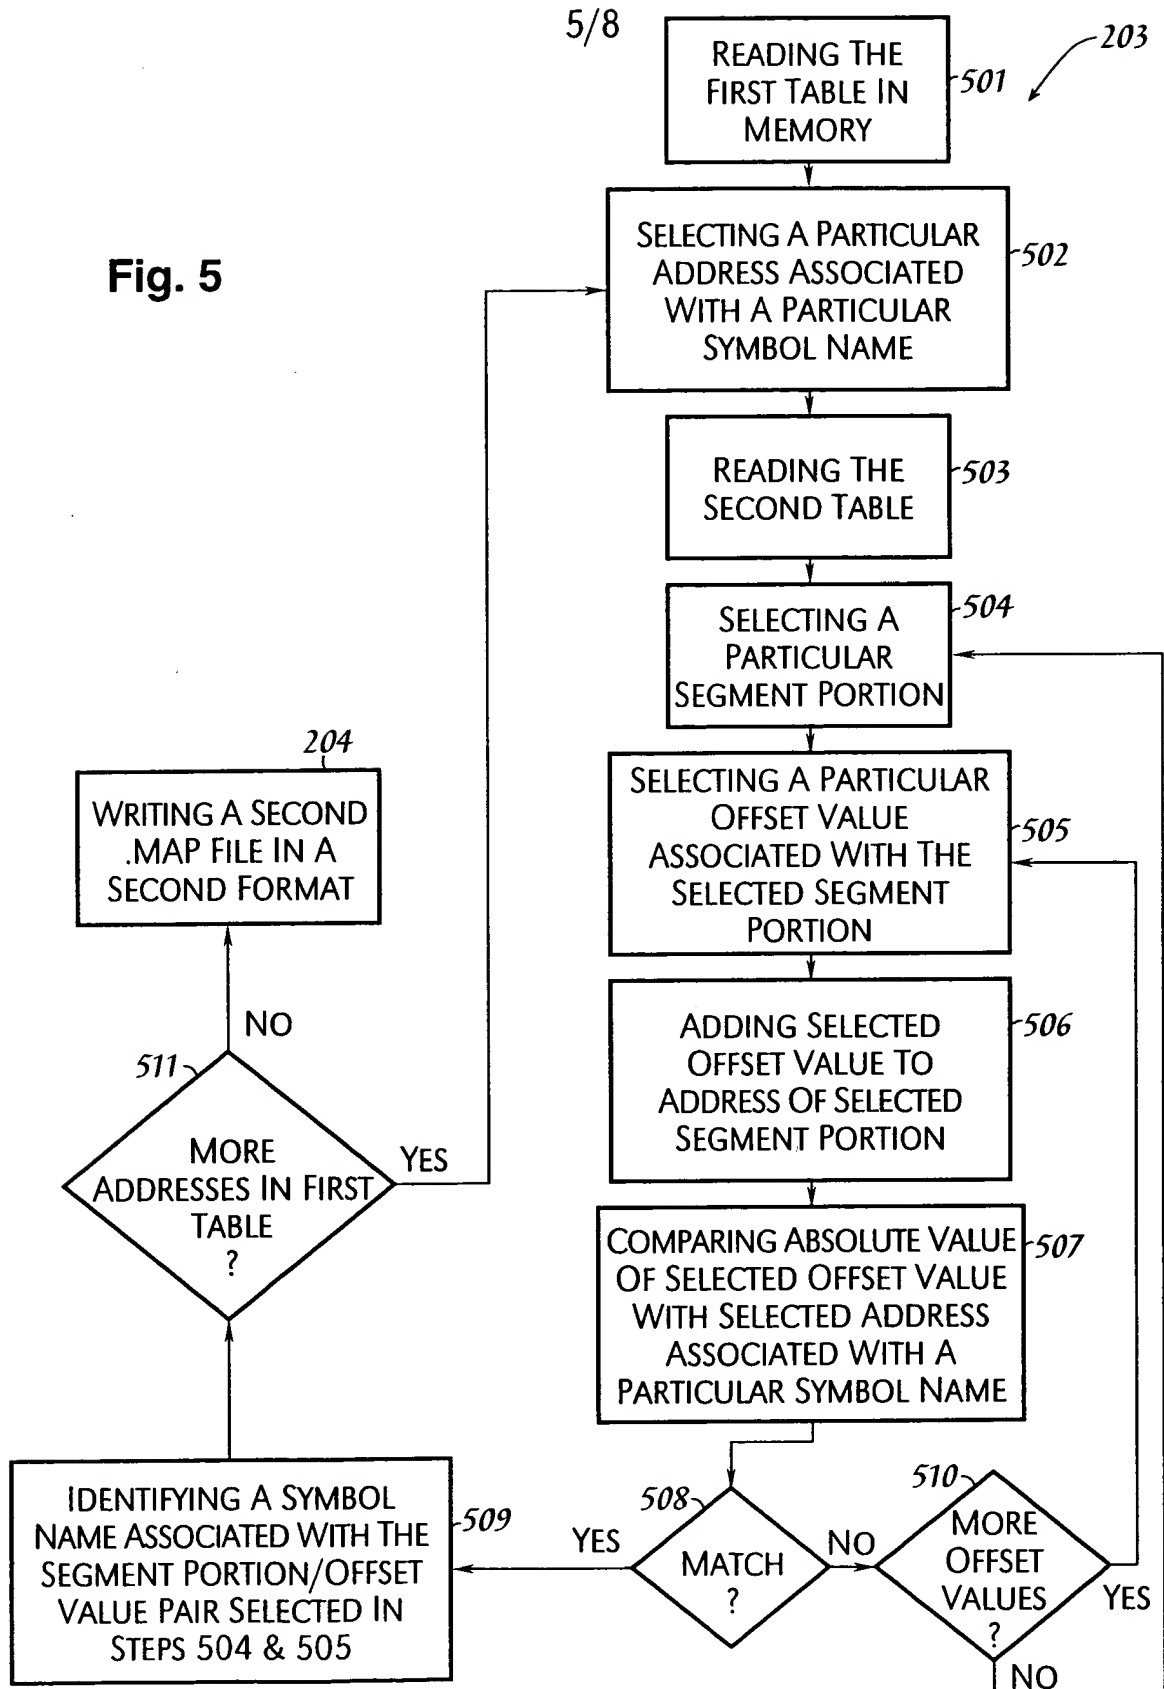 5/8
203
READING THE
FIRST TABLE IN
MEMORY
501
Fig. 5
SELECTING A PARTICULAR
ADDRESS ASSOCIATED
WITH A PARTICULAR
SYMBOL NAME
502
READING THE
SECOND TABLE
503
SELECTING A
PARTICULAR
SEGMENT PORTION
504
SELECTING A PARTICULAR
OFFSET VALUE
ASSOCIATED WITH THE
SELECTED SEGMENT
PORTION
505
ADDING SELECTED
OFFSET VALUE TO
ADDRESS OF SELECTED
SEGMENT PORTION
506
COMPARING ABSOLUTE VALUE
OF SELECTED OFFSET VALUE
WITH SELECTED ADDRESS
ASSOCIATED WITH A
PARTICULAR SYMBOL NAME
507
508
MATCH
?
YES
NO
510
MORE
OFFSET
VALUES
?
YES
NO
IDENTIFYING A SYMBOL
NAME ASSOCIATED WITH THE
SEGMENT PORTION/OFFSET
VALUE PAIR SELECTED IN
STEPS 504 & 505
509
511
MORE
ADDRESSES IN FIRST
TABLE
?
YES
NO
204
WRITING A SECOND
.MAP FILE IN A
SECOND FORMAT